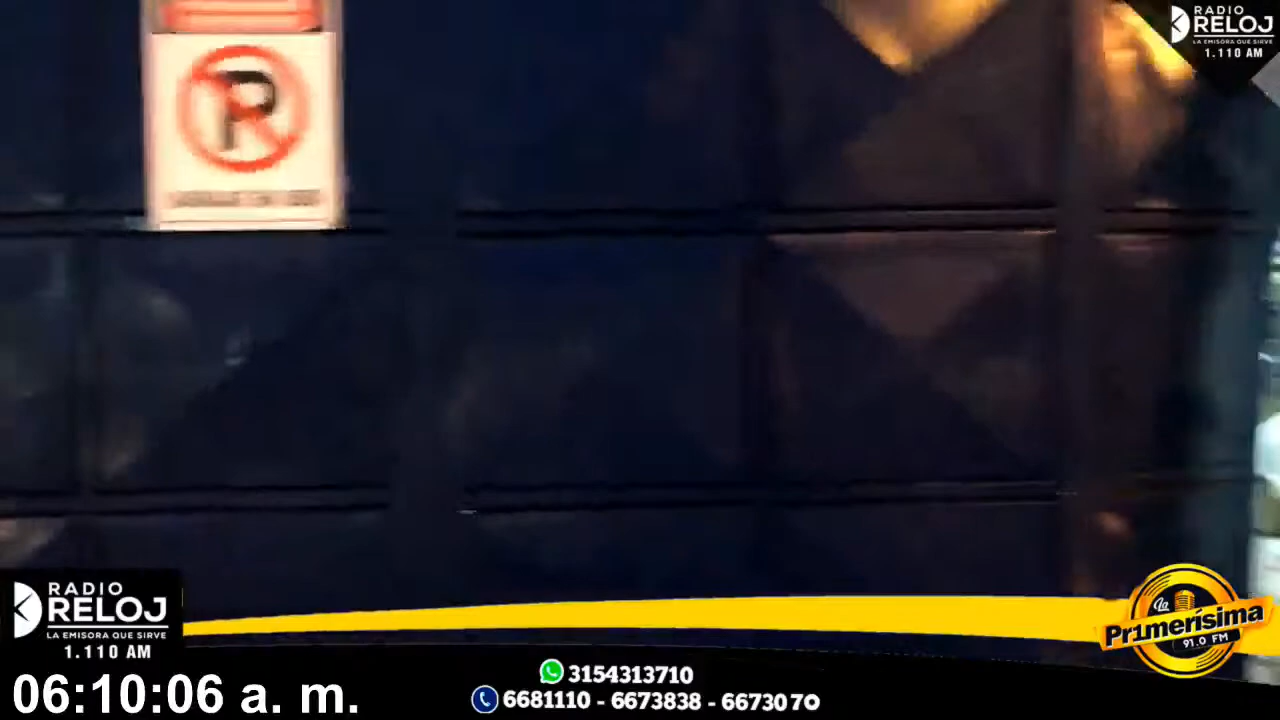 RADIO
RELOJ
LA EMISORA QUE SIRVE
1.110 AM
P
RADIO
RELOJ
LA EMISORA QUE SIRVE
1.110 AM
La
Pr1merísima
91.0 FM
3154313710
06:10:06 a. m.
6681110 - 6673838 - 6673070